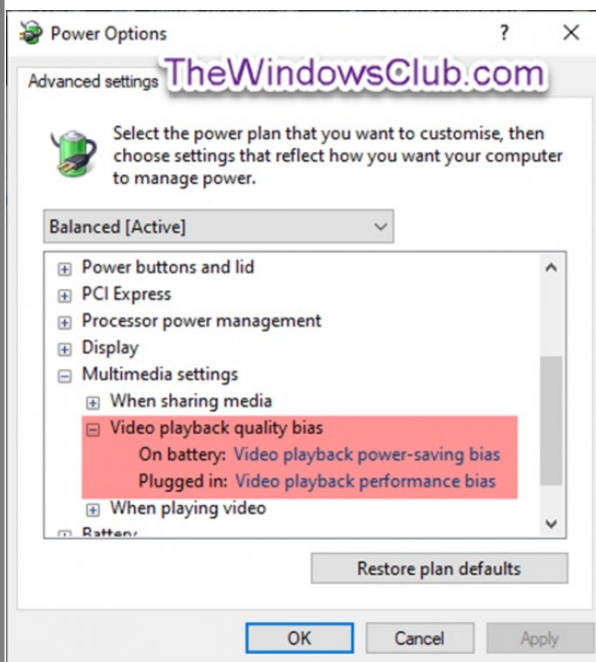 Power Options
TheWindowsClub.com
Advanced settings
Select the power plan that you want to customise, then
choose settings that reflect how you want your computer
to manage power.
Balanced [Active]
Power buttons and lid
PCI Express
Processor power management
Display
Multimedia settings
When sharing media
Video playback quality bias
On battery: Video playback power-saving bias
Plugged in: Video playback performance bias
When playing video
Battery
Restore plan defaults
OK Cancel Apply